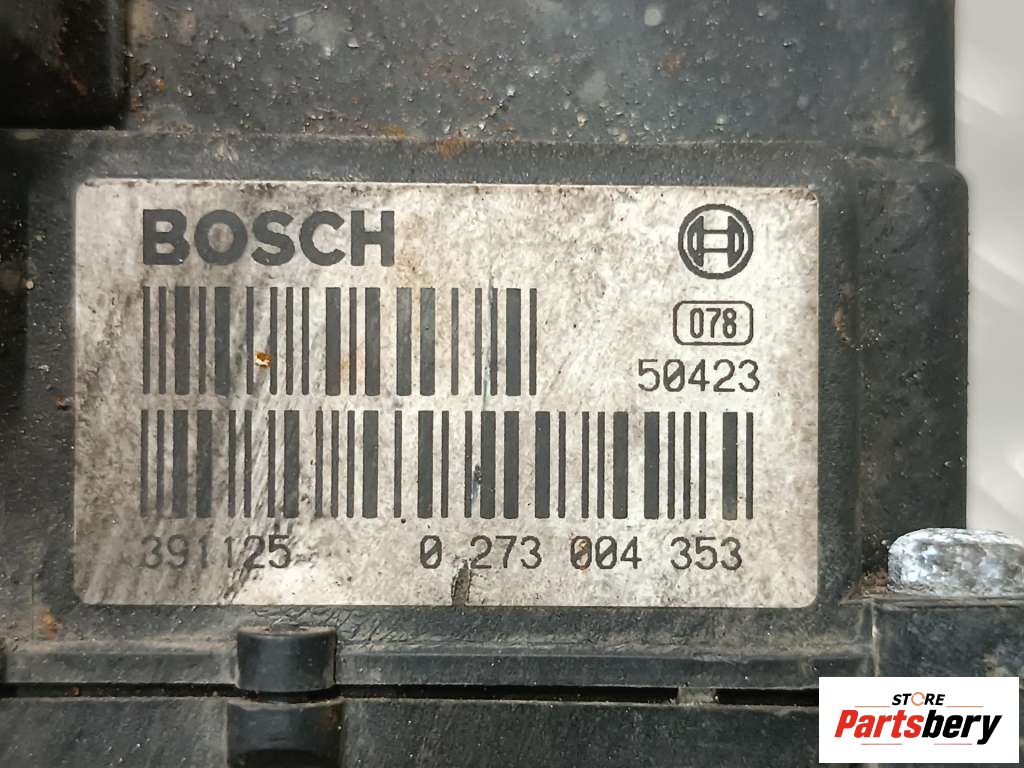 BOSCH
078
50423
391125 0 273 004 353
STORE
Partsbery